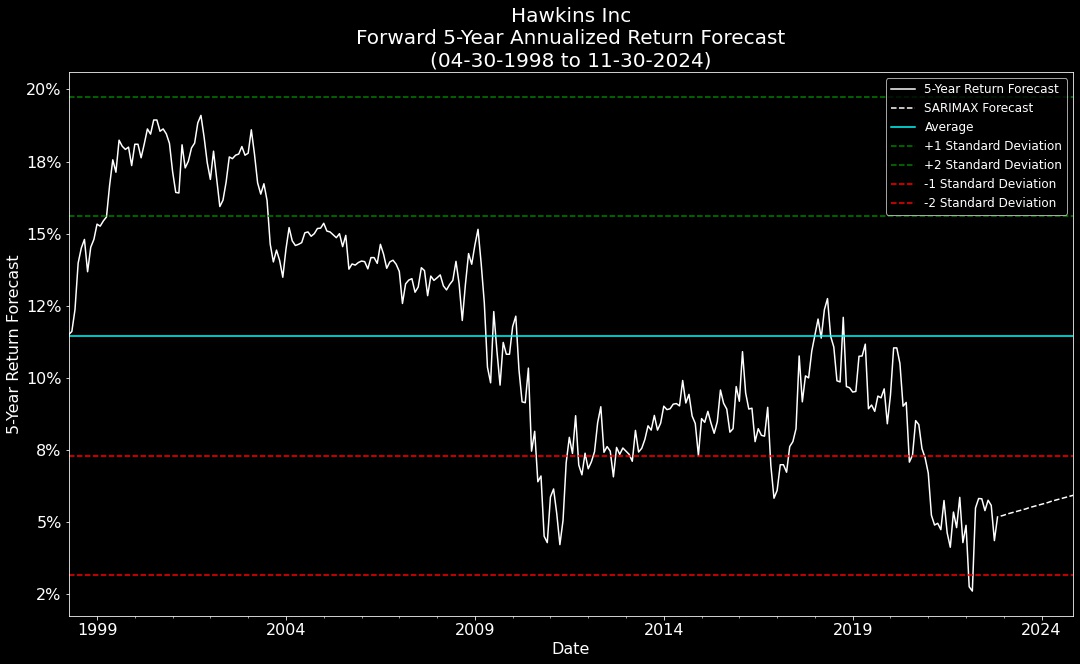 Hawkins Inc
Forward 5-Year Annualized Return Forecast
(04-30-1998 to 11-30-2024)
5-Year Return Forecast
SARIMAX Forecast
Average
+1 Standard Deviation
+2 Standard Deviation
-1 Standard Deviation
-2 Standard Deviation
20%
18%
15%
12%
10%
8%
5%
2%
5-Year Return Forecast
1999 2004 2009 2014 2019 2024
Date